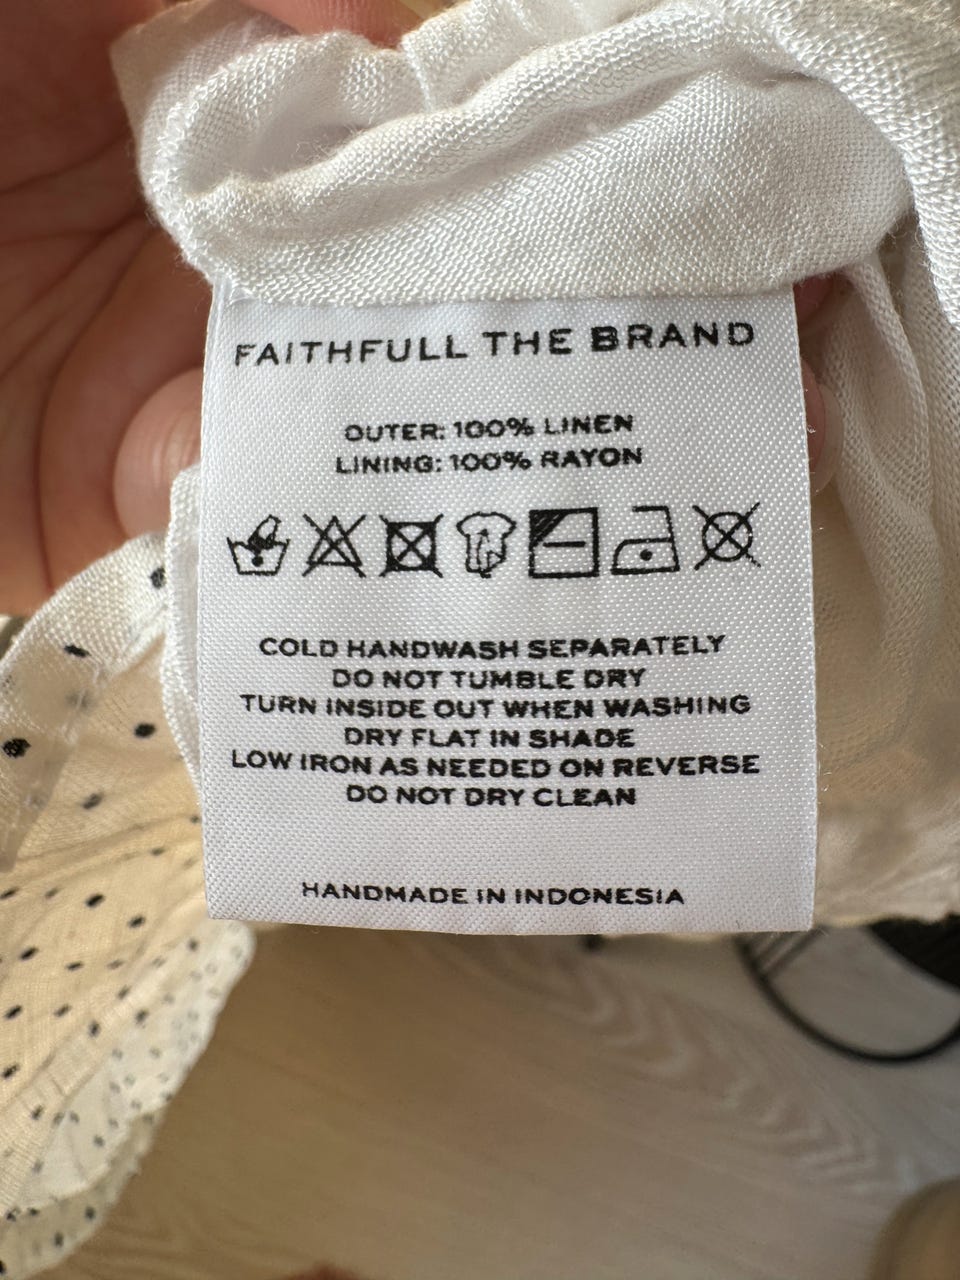 FAITHFULL THE BRAND
OUTER: 100% LINEN
LINING: 100% RAYON
COLD HANDWASH SEPARATELY
DO NOT TUMBLE DRY
TURN INSIDE OUT WHEN WASHING
DRY FLAT IN SHADE
LOW IRON AS NEEDED ON REVERSE
DO NOT DRY CLEAN
HANDMADE IN INDONESIA